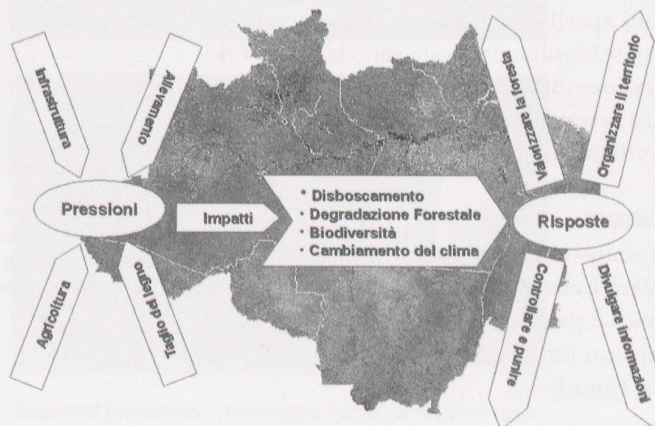 Infrastruttura
Allevamento
Pressioni
Agricoltura
Taglio del legno
Impatti
* Disboscamento
· Degradazione Forestale
· Biodiversità
· Cambiamento del clima
Valorizzare la foresta
Organizzare il territorio
Risposte
Controllare e punire
Divulgare informazioni